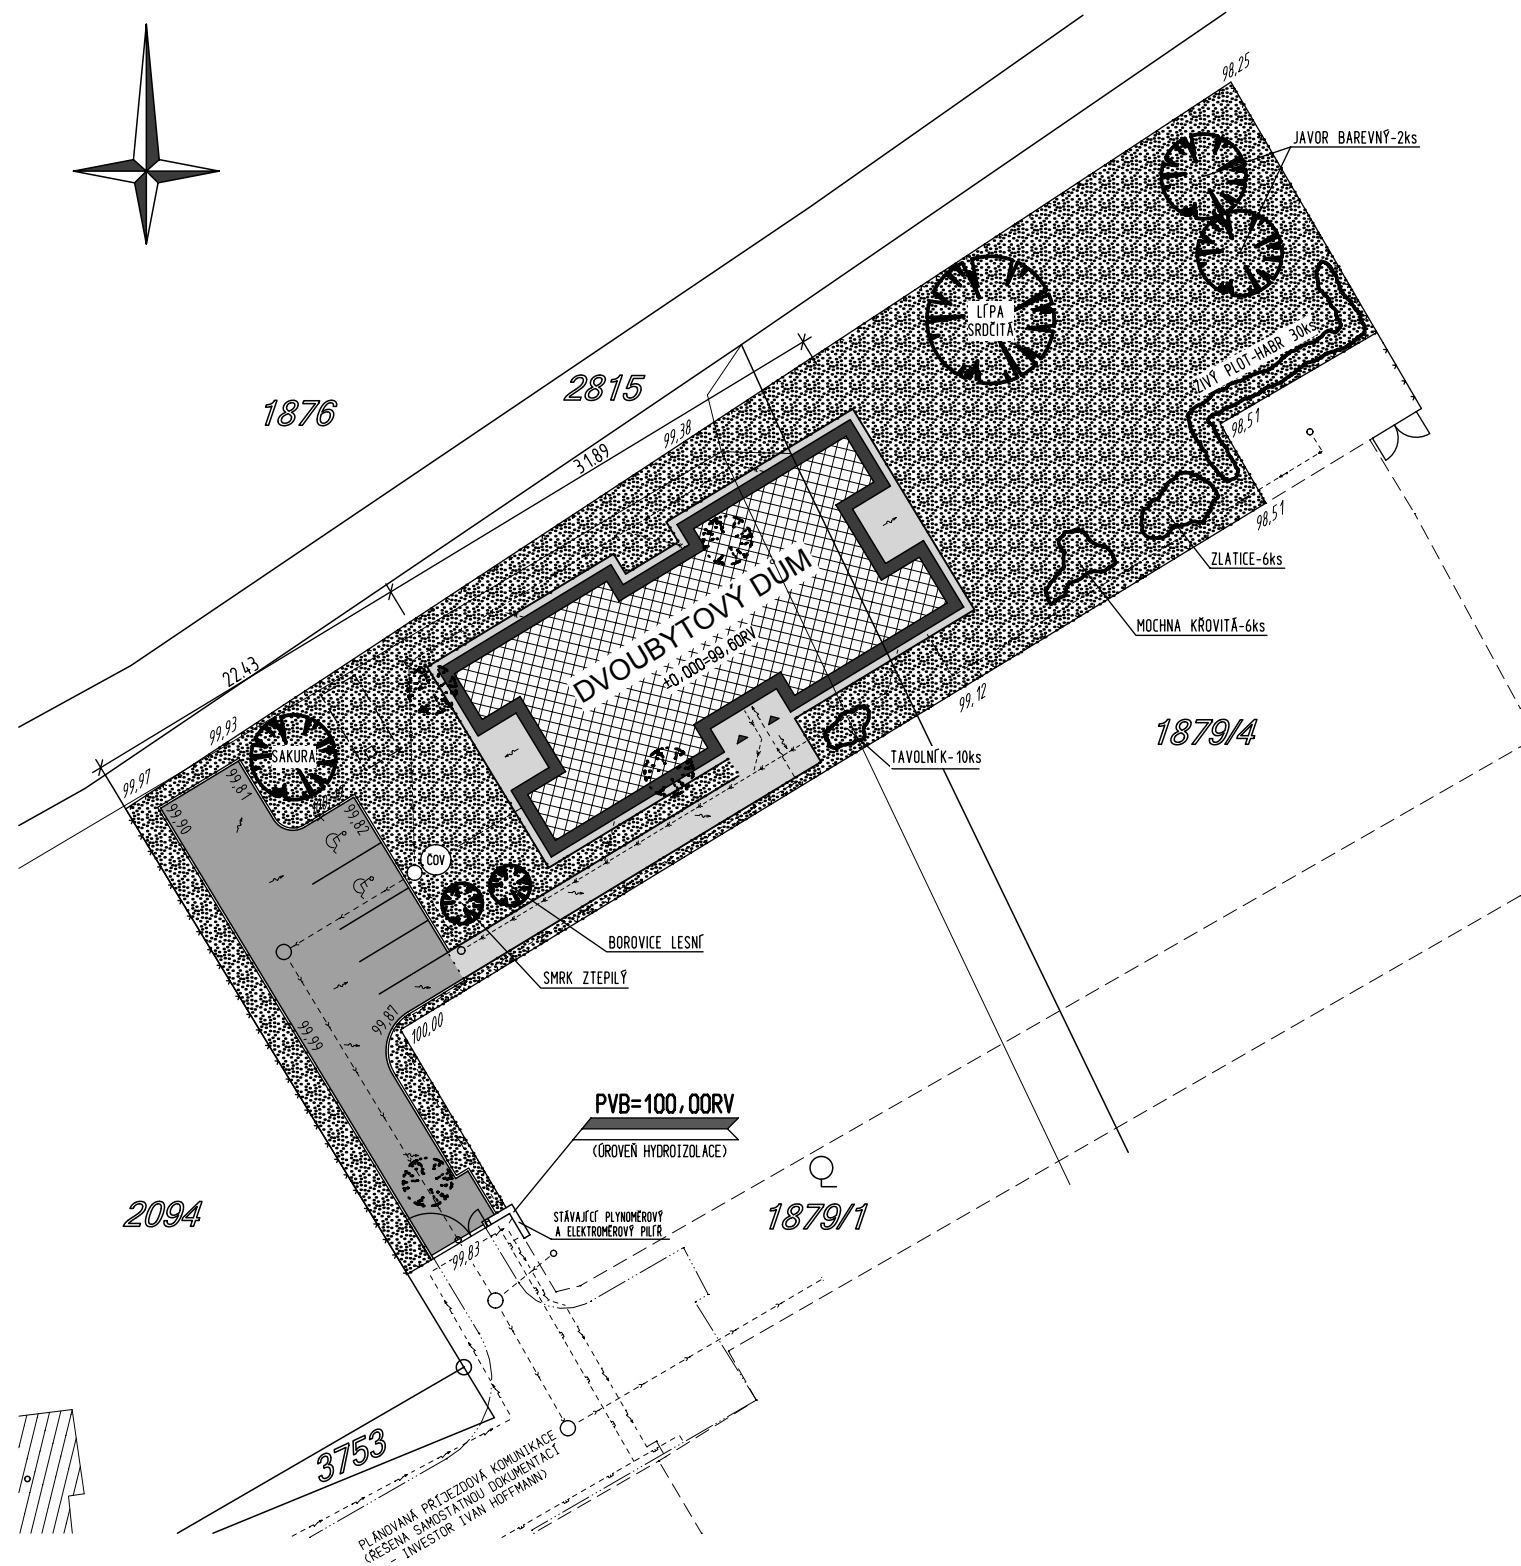 98,25
JAVOR BAREVNÝ-2ks
LÍPA
SRDČITÁ
ŽIVÝ PLOT-HABR 30ks
2815
1876
31.89
99,38
98,51
98,51
ZLATICE-6ks
MOCHNA KŘOVITÁ-6ks
DVOUBYTOVÝ DŮM
±0,000=99,60RV
22.43
99,93
99,12
1879/4
SAKURA
TAVOLNÍK-10ks
99,97
99,81
99,90
99,82
ČOV
BOROVICE LESNÍ
SMRK ZTEPILÝ
99,87
100,00
99,99
PVB=100,00RV
(ÚROVEŇ HYDROIZOLACE)
2094
STÁVAJÍCÍ PLYNOMĚROVÝ
A ELEKTROMĚROVÝ PILÍŘ
1879/1
99,83
3753
PLÁNOVANÁ PŘÍJEZDOVÁ KOMUNIKACE
(ŘEŠENA SAMOSTATNOU DOKUMENTACÍ
- INVESTOR IVAN HOFFMANN)